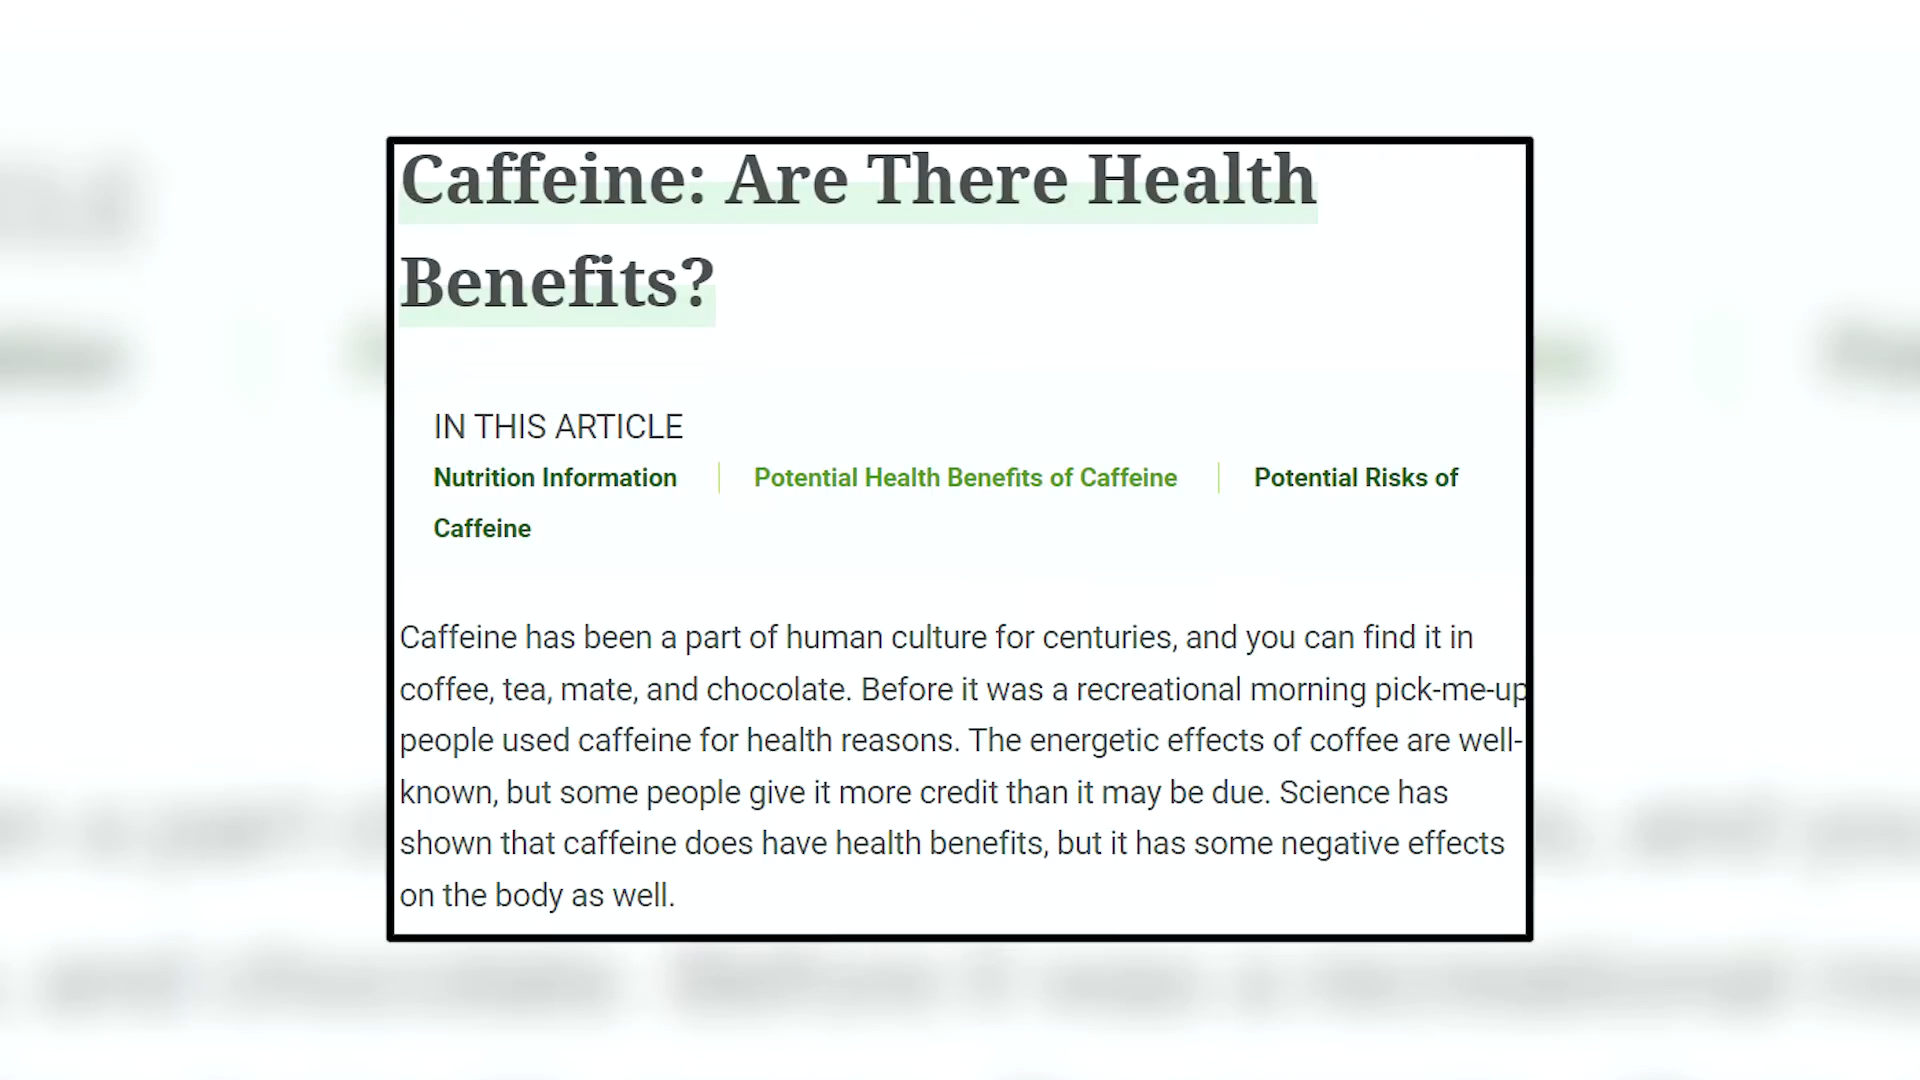 Caffeine: Are There Health
Benefits?
IN THIS ARTICLE
Nutrition Information | Potential Health Benefits of Caffeine | Potential Risks of
Caffeine
Caffeine has been a part of human culture for centuries, and you can find it in
coffee, tea, mate, and chocolate. Before it was a recreational morning pick-me-up
people used caffeine for health reasons. The energetic effects of coffee are well-
known, but some people give it more credit than it may be due. Science has
shown that caffeine does have health benefits, but it has some negative effects
on the body as well.